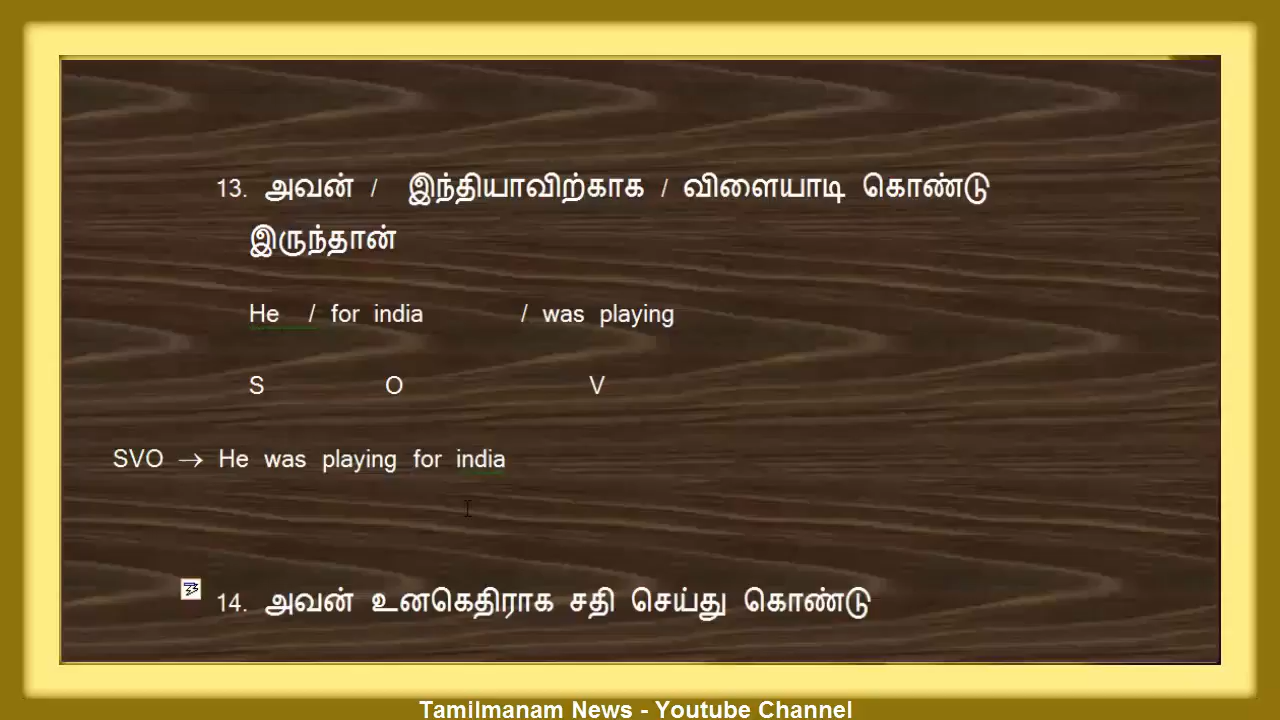 13. அவன் / இந்தியாவிற்காக / விளையாடி கொண்டு
இருந்தான்
He / for india / was playing
S O V
SVO → He was playing for india
14. அவன் உனகெதிராக சதி செய்து கொண்டு
Tamilmanam News - Youtube Channel